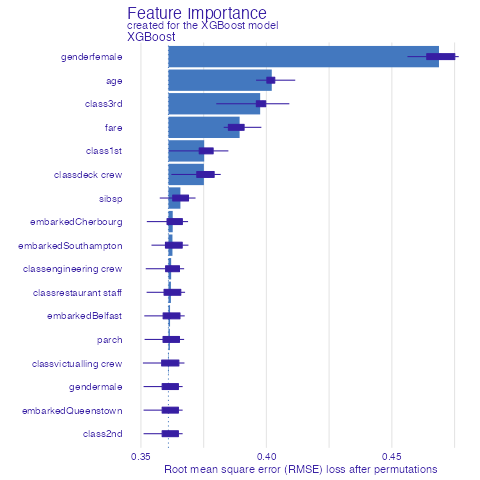 Feature Importance
created for the XGBoost model
XGBoost
genderfemale
age
class3rd
fare
class1st
classdeck crew
sibsp
embarkedCherbourg
embarkedSouthampton
classengineering crew
classrestaurant staff
embarkedBelfast
parch
classvictualling crew
gendermale
embarkedQueenstown
class2nd
0.35 0.40 0.45
Root mean square error (RMSE) loss after permutations